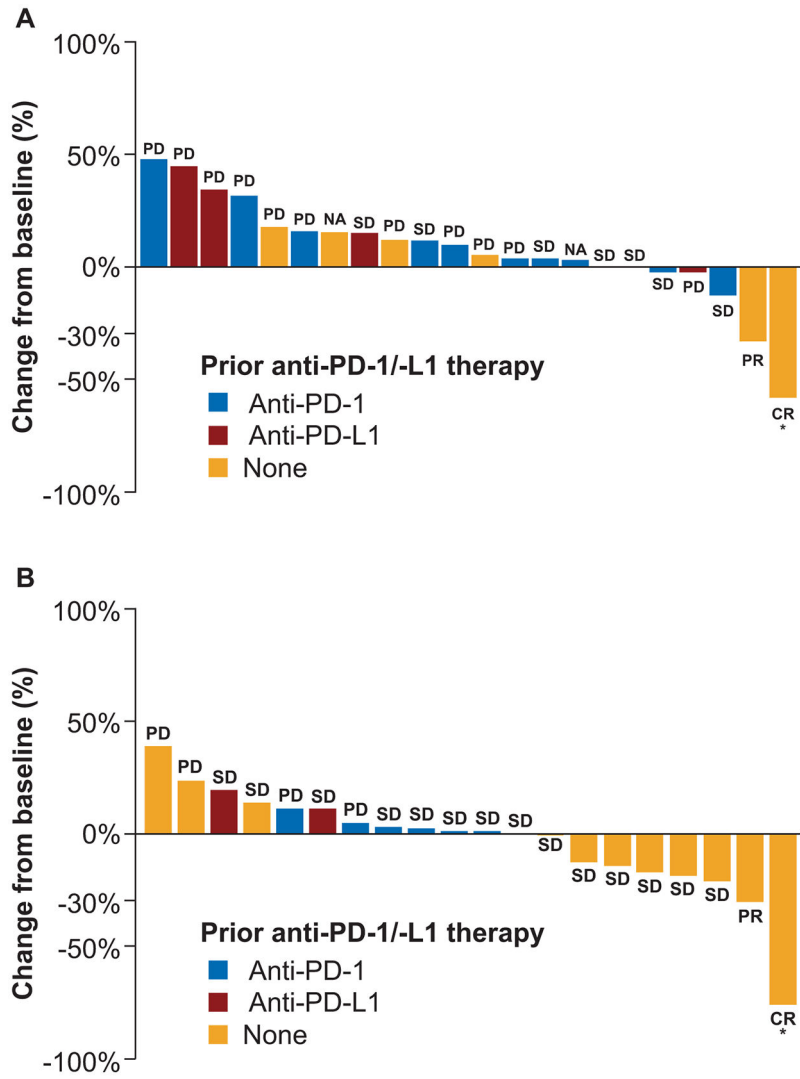 A
100%
50%
0%
-30%
-50%
-100%
Change from baseline (%)
PD
PD
PD
PD
PD
PD
NA
SD
PD
SD
PD
PD
PD
SD
NA
SD
SD
SD
PD
SD
PR
CR
*
Prior anti-PD-1/-L1 therapy
Anti-PD-1
Anti-PD-L1
None
B
100%
50%
0%
-30%
-50%
-100%
Change from baseline (%)
PD
PD
SD
SD
PD
SD
PD
SD
SD
SD
SD
SD
SD
SD
SD
SD
SD
SD
PR
CR
*
Prior anti-PD-1/-L1 therapy
Anti-PD-1
Anti-PD-L1
None